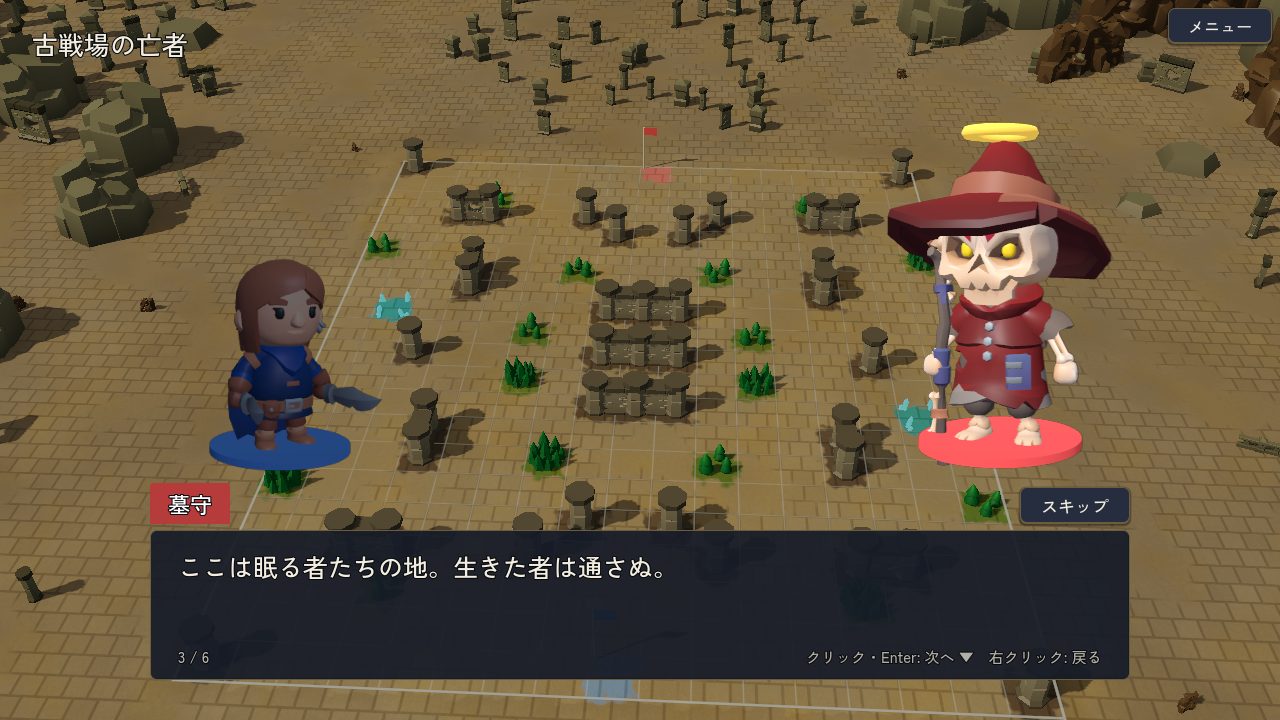 古戦場の亡者
メニュー
墓守
スキップ
ここは眠る者たちの地。生きた者は通さぬ。
3 / 6
クリック・Enter: 次へ ▼ 右クリック: 戻る